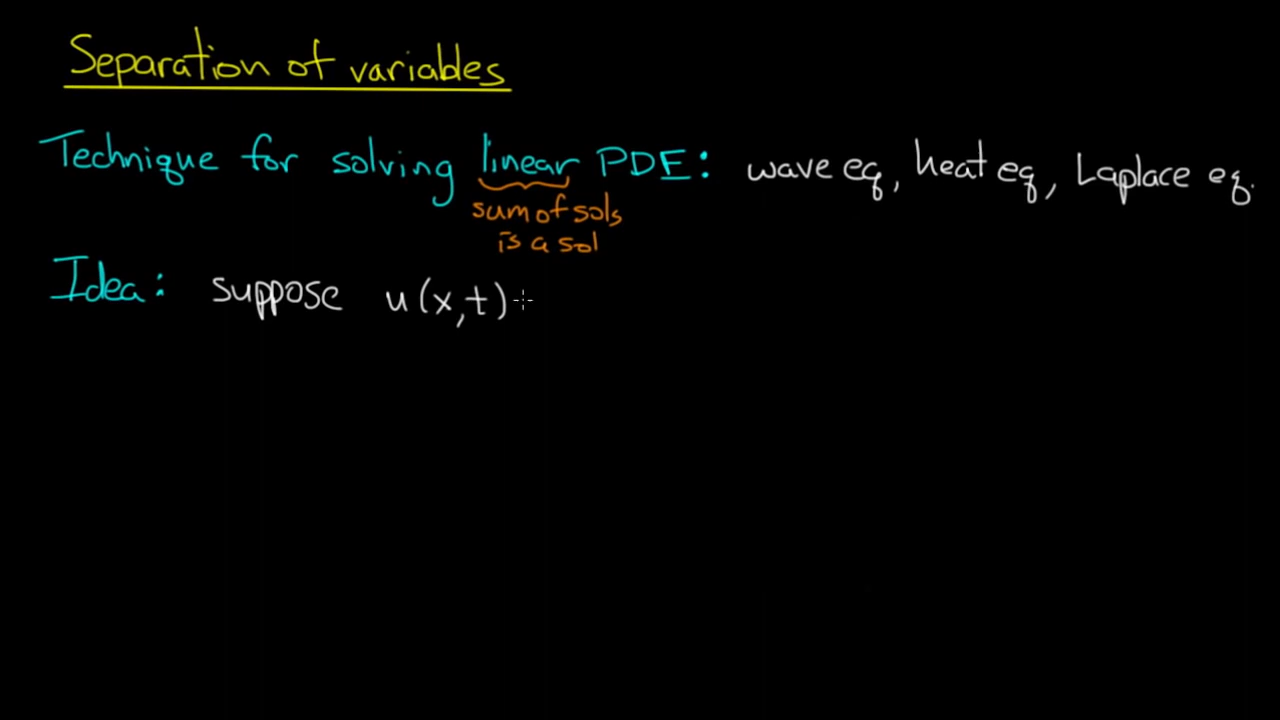 Separation of variables
Technique for solving linear PDE: wave eq, heat eq, Laplace eq.
sum of sols
is a sol
Idea: suppose u(x,t)